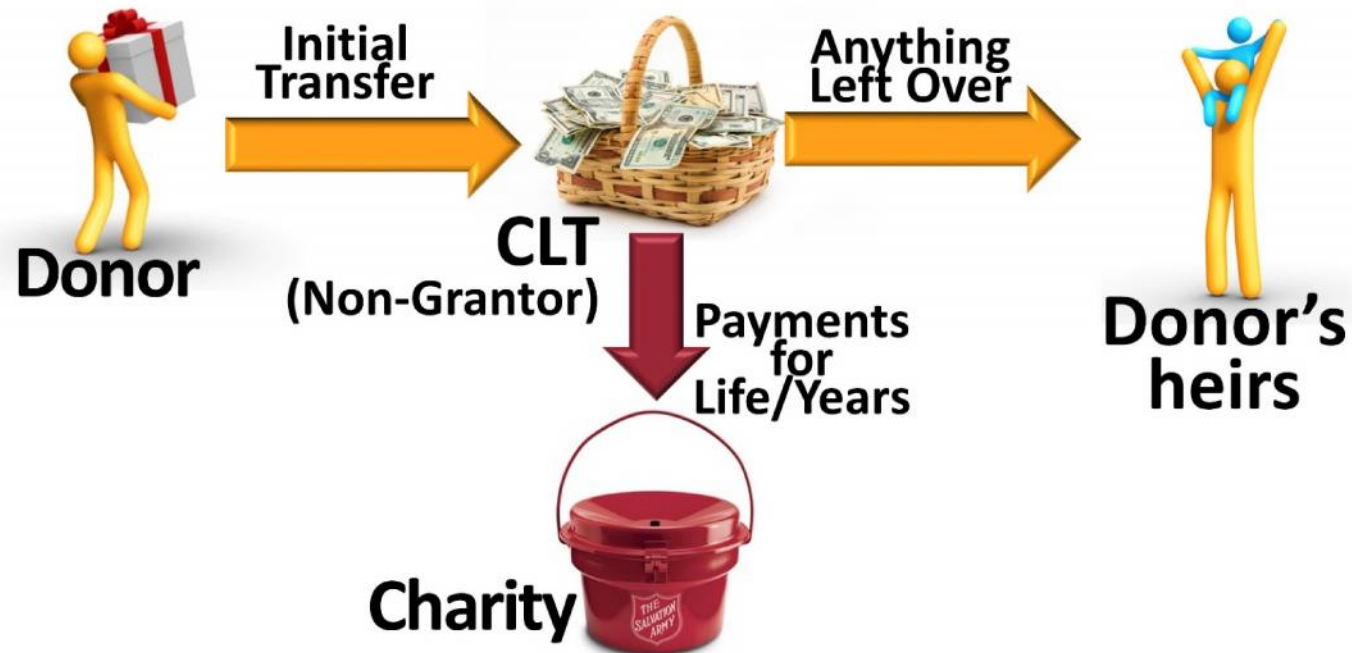 Initial
Transfer
Anything
Left Over
Donor
CLT
(Non-Grantor)
Payments
for
Life/Years
Donor's
heirs
Charity
THE
SALVATION
ARMY